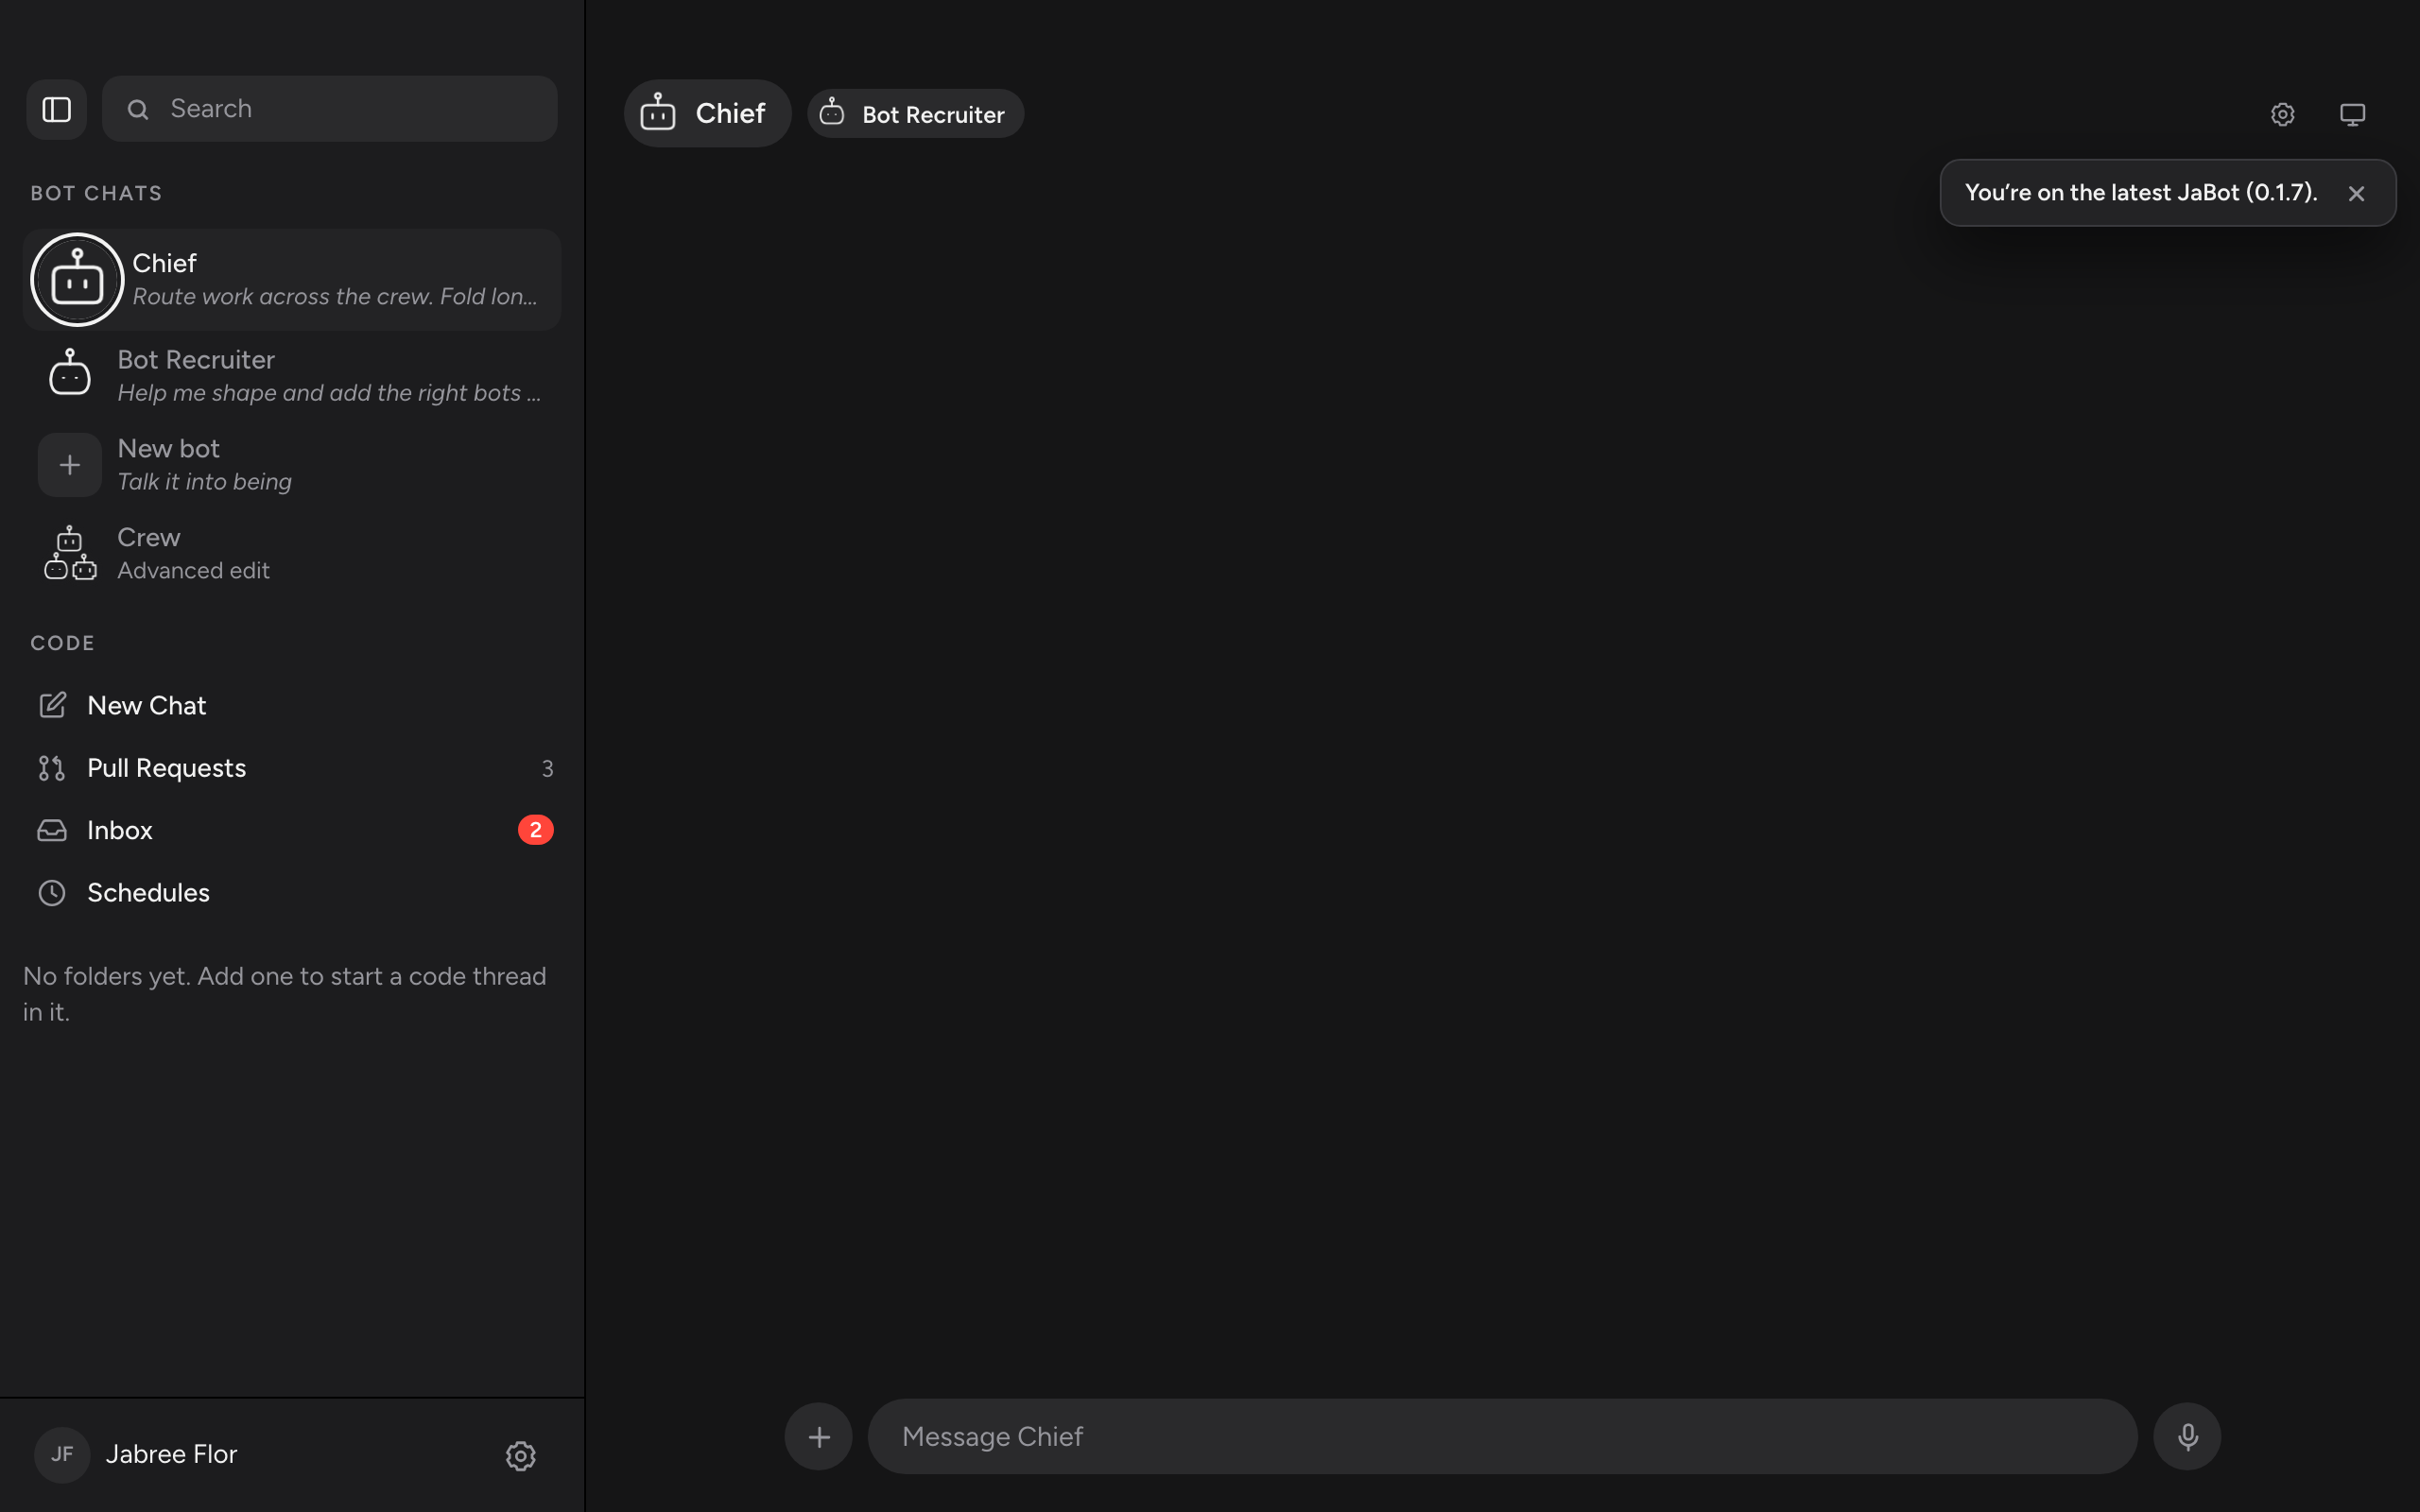 Search
BOT CHATS
Chief
Route work across the crew. Fold lon...
Bot Recruiter
Help me shape and add the right bots ...
New bot
Talk it into being
Crew
Advanced edit
CODE
New Chat
Pull Requests 3
Inbox 2
Schedules
No folders yet. Add one to start a code thread
in it.
JF Jabree Flor
Chief Bot Recruiter
You’re on the latest JaBot (0.1.7).
Message Chief